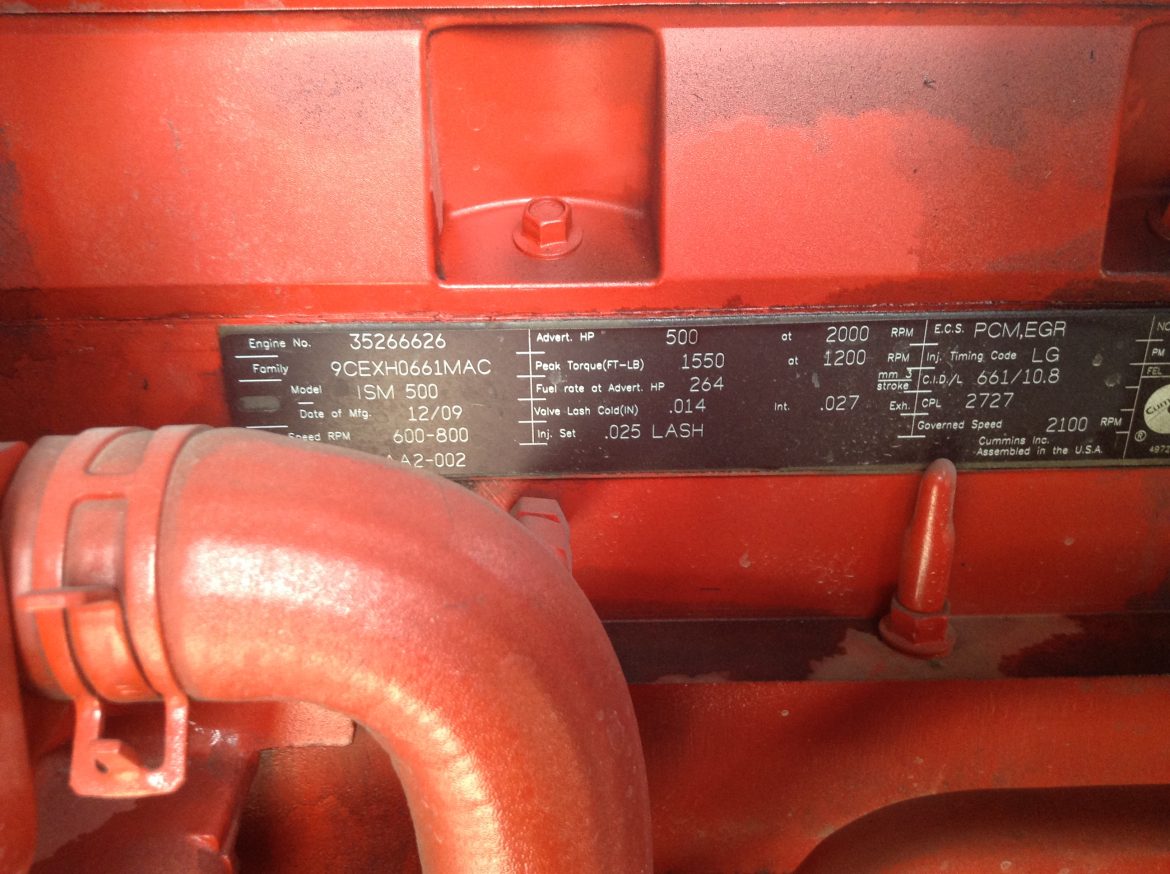 Engine No. 35266626
Family 9CEXH0661MAC
Model ISM 500
Date of Mfg. 12/09
Speed RPM 600-800
AA2-002
Advert. HP 500 at 2000 RPM
Peak Torque(FT-LB) 1550 at 1200 RPM
Fuel rate at Advert. HP 264 mm 3
stroke
Valve Lash Cold(IN) .014 Int. .027 Exh.
Inj. Set .025 LASH
E.C.S. PCM,EGR
Inj. Timing Code LG
C.I.D./L 661/10.8
CPL 2727
Governed Speed 2100 RPM
Cummins Inc.
Assembled in the U.S.A.
PM
FEL
®